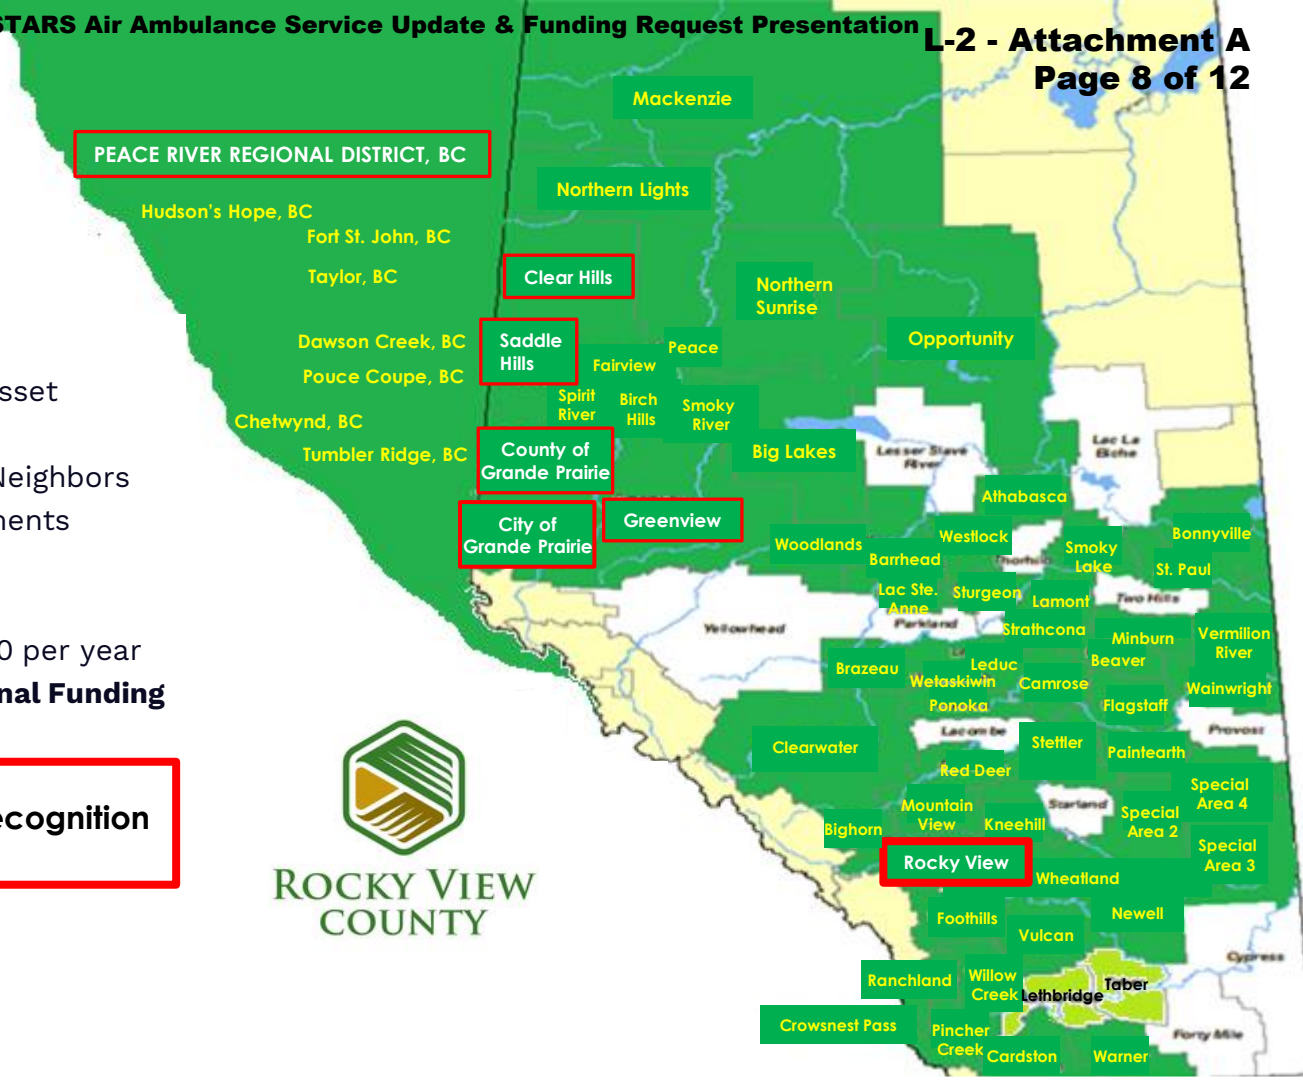 STARS Air Ambulance Service Update & Funding Request Presentation
L-2 - Attachment A
Page 8 of 12
Mackenzie
PEACE RIVER REGIONAL DISTRICT, BC
Northern Lights
Hudson's Hope, BC
Fort St. John, BC
Taylor, BC
Clear Hills
Northern
Sunrise
Dawson Creek, BC
Saddle
Hills
Peace
Opportunity
Fairview
Pouce Coupe, BC
sset
Spirit
River
Birch
Hills
Smoky
River
Chetwynd, BC
Tumbler Ridge, BC
County of
Grande Prairie
Big Lakes
Lesser Slave
River
Lac La
Biche
Neighbors
Athabasca
ments
City of
Grande Prairie
Greenview
Woodlands
Westlock
Bonnyville
Barrhead
Thorhild
Smoky
Lake
St. Paul
Lac Ste.
Anne
Sturgeon
Lamont
Two Hills
Yellowhead
Parkland
Strathcona
Minburn
Vermilion
River
0 per year
Brazeau
Leduc
Beaver
nal Funding
Wetaskiwin
Camrose
Wainwright
Ponoka
Flagstaff
Lacombe
Provost
Clearwater
Stettler
Paintearth
Red Deer
Special
Area 4
ecognition
Mountain
View
Kneehill
Starland
Special
Area 2
Bighorn
Special
Area 3
Rocky View
Wheatland
ROCKY VIEW
COUNTY
Foothills
Newell
Vulcan
Cypress
Ranchland
Willow
Creek
Lethbridge
Taber
Crowsnest Pass
Pincher
Creek
Forty Mile
Cardston
Warner